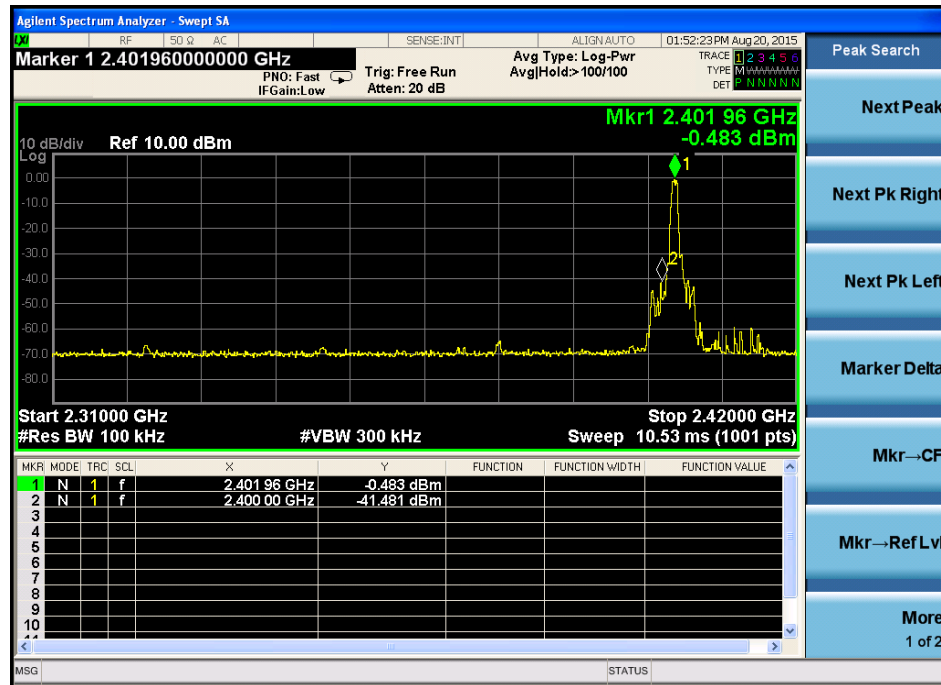 Agilent Spectrum Analyzer - Swept SA
LXI RF 50 Ω AC SENSE:INT ALIGN AUTO 01:52:23 PM Aug 20, 2015
Marker 1 2.401960000000 GHz
PNO: Fast
IFGain:Low
Trig: Free Run
Atten: 20 dB
Avg Type: Log-Pwr
Avg|Hold:>100/100
TRACE 1 2 3 4 5 6
TYPE M WWWWW
DET P N N N N N
Peak Search
Mkr1 2.401 96 GHz
-0.483 dBm
10 dB/div Ref 10.00 dBm
Log
0.00
-10.0
-20.0
-30.0
-40.0
-50.0
-60.0
-70.0
-80.0
1
2
Start 2.31000 GHz Stop 2.42000 GHz
#Res BW 100 kHz #VBW 300 kHz Sweep 10.53 ms (1001 pts)
MKR MODE TRC SCL X Y FUNCTION FUNCTION WIDTH FUNCTION VALUE
1 N 1 f 2.401 96 GHz -0.483 dBm
2 N 1 f 2.400 00 GHz -41.481 dBm
3
4
5
6
7
8
9
10
11
MSG STATUS
Next Peak
Next Pk Right
Next Pk Left
Marker Delta
Mkr→CF
Mkr→Ref Lvl
More
1 of 2